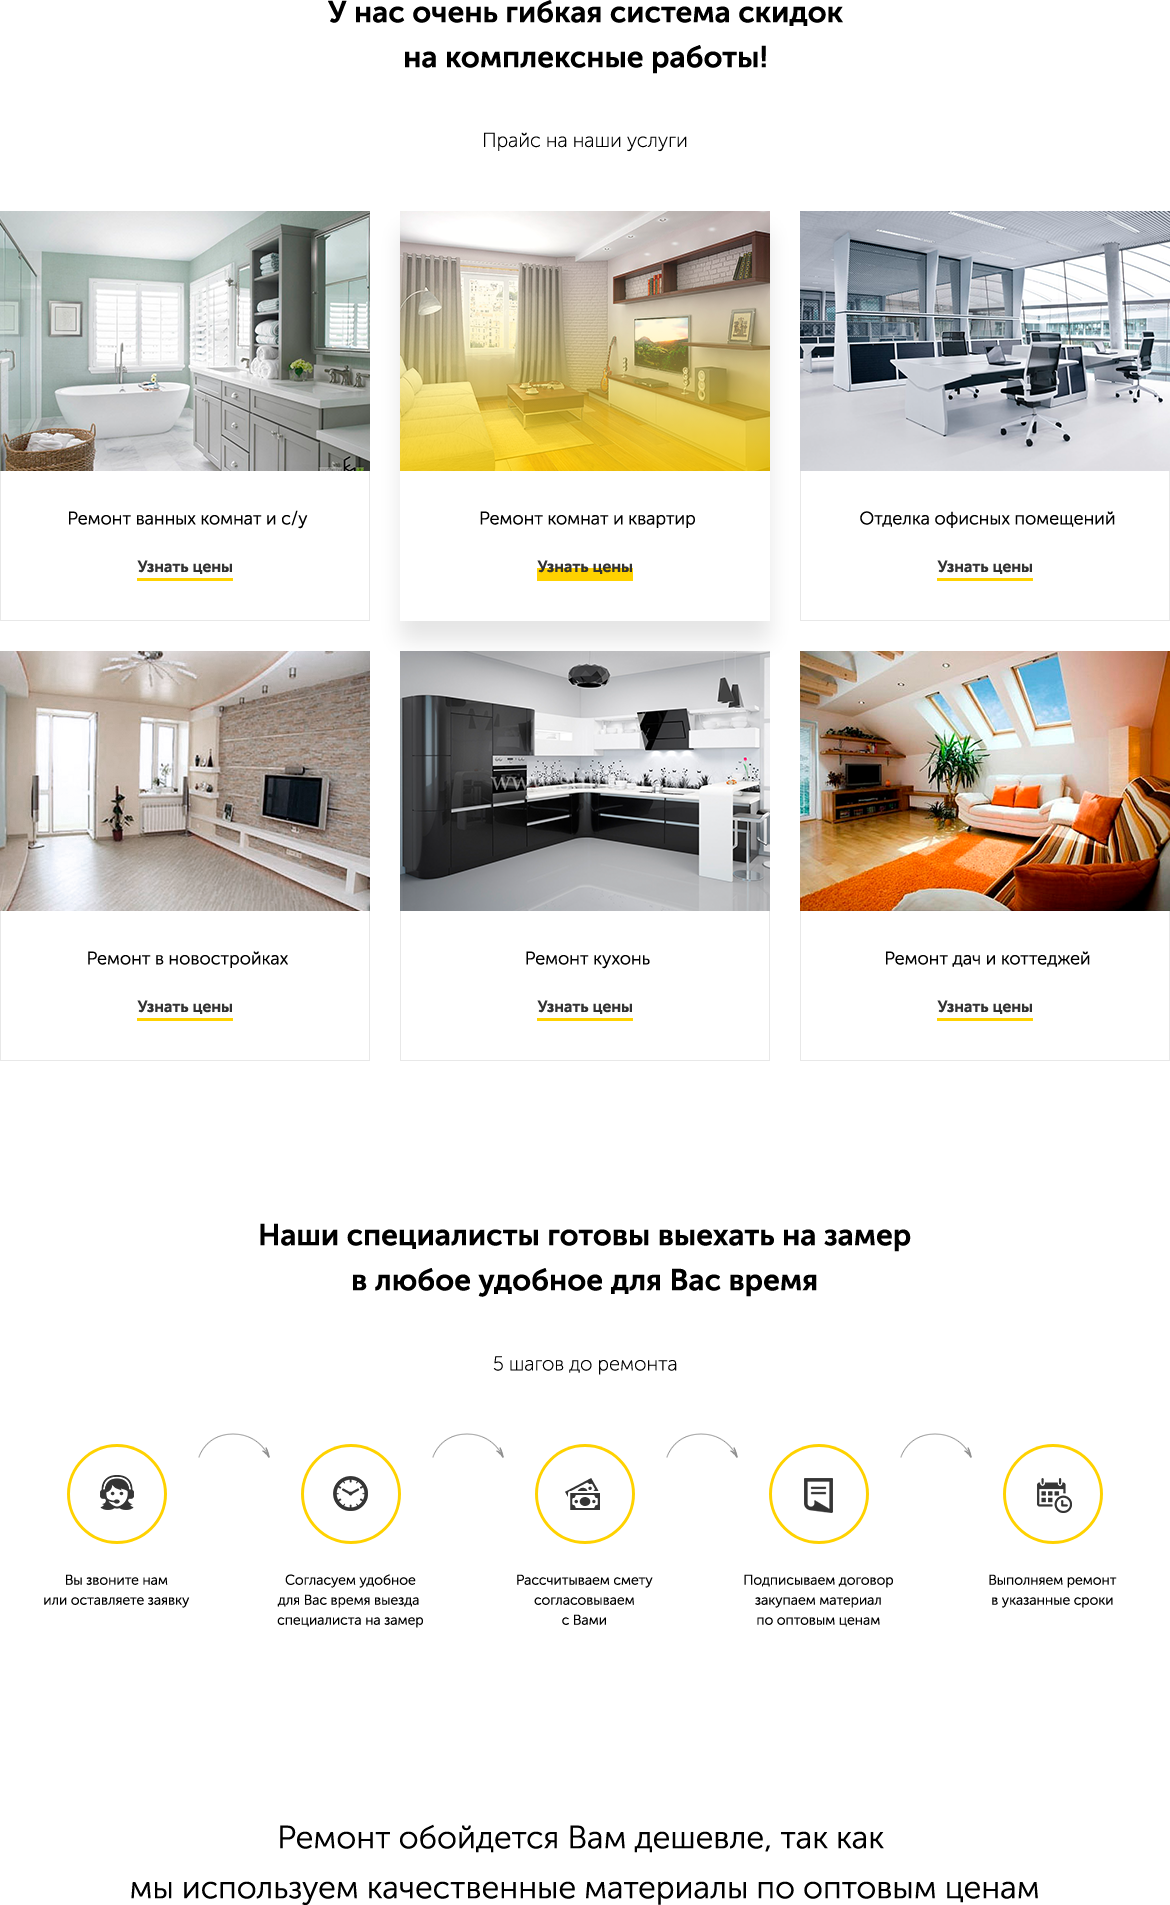 У нас очень гибкая система скидок
на комплексные работы!
Прайс на наши услуги
Ремонт ванных комнат и с/у
Узнать цены
Ремонт комнат и квартир
Узнать цены
Отделка офисных помещений
Узнать цены
Ремонт в новостройках
Узнать цены
Ремонт кухонь
Узнать цены
Ремонт дач и коттеджей
Узнать цены
Наши специалисты готовы выехать на замер
в любое удобное для Вас время
5 шагов до ремонта
Вы звоните нам
или оставляете заявку
Согласуем удобное
для Вас время выезда
специалиста на замер
Рассчитываем смету
согласовываем
с Вами
Подписываем договор
закупаем материал
по оптовым ценам
Выполняем ремонт
в указанные сроки
Ремонт обойдется Вам дешевле, так как
мы используем качественные материалы по оптовым ценам